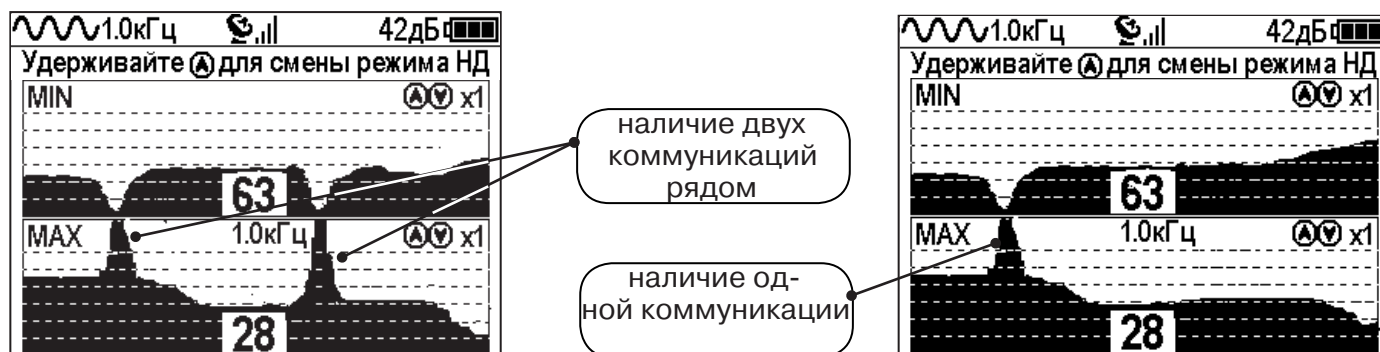 1.0кГц 42дБ
Удерживайте Ⓐ для смены режима НД
MIN x1
63
MAX 1.0кГц x1
28
наличие двух
коммуникаций
рядом
наличие од-
ной коммуникации
1.0кГц 42дБ
Удерживайте Ⓐ для смены режима НД
MIN x1
63
MAX 1.0кГц x1
28